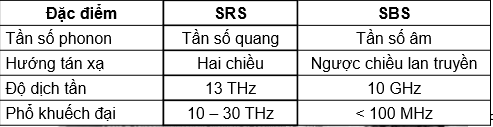 Đặc điểm SRS SBS
Tần số phonon Tần số quang Tần số âm
Hướng tán xạ Hai chiều Ngược chiều lan truyền
Độ dịch tần 13 THz 10 GHz
Phổ khuếch đại 10 – 30 THz < 100 MHz